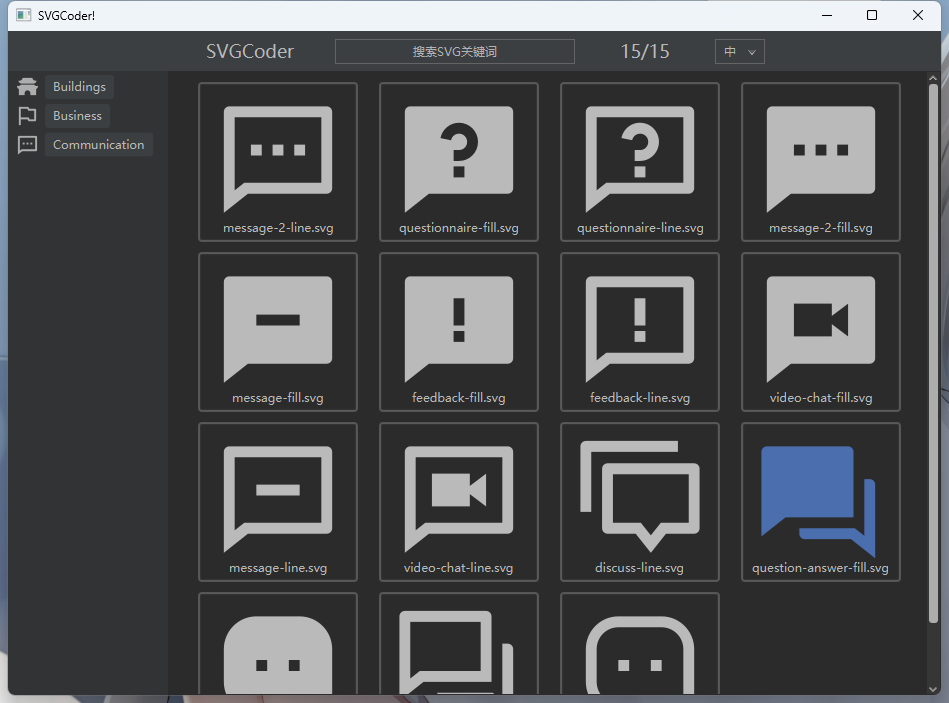 SVGCoder!
SVGCoder
搜索SVG关键词
15/15
中
Buildings
Business
Communication
message-2-line.svg
questionnaire-fill.svg
questionnaire-line.svg
message-2-fill.svg
message-fill.svg
feedback-fill.svg
feedback-line.svg
video-chat-fill.svg
message-line.svg
video-chat-line.svg
discuss-line.svg
question-answer-fill.svg